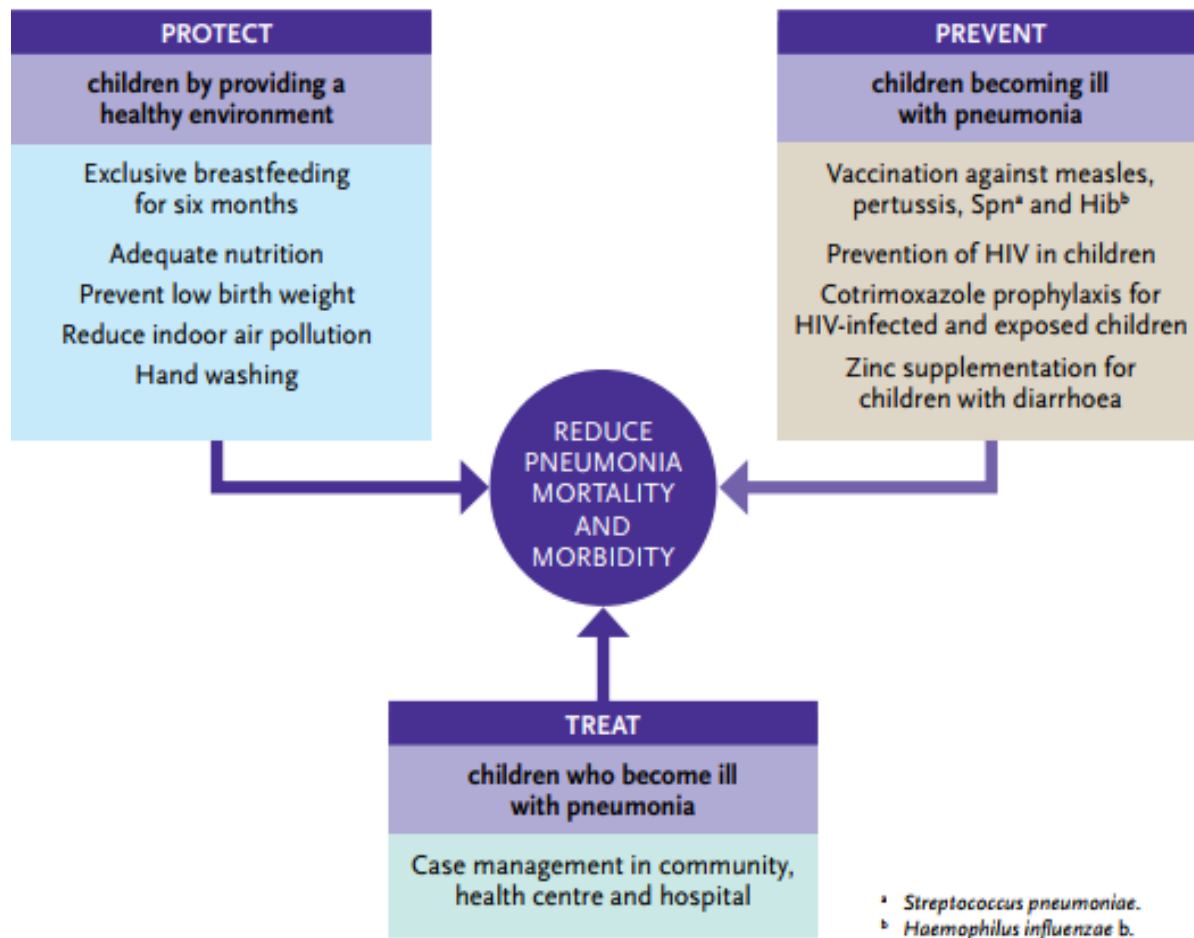 PROTECT
children by providing a
healthy environment
Exclusive breastfeeding
for six months
Adequate nutrition
Prevent low birth weight
Reduce indoor air pollution
Hand washing
PREVENT
children becoming ill
with pneumonia
Vaccination against measles,
pertussis, Spnᵃ and Hibᵇ
Prevention of HIV in children
Cotrimoxazole prophylaxis for
HIV-infected and exposed children
Zinc supplementation for
children with diarrhoea
REDUCE
PNEUMONIA
MORTALITY
AND
MORBIDITY
TREAT
children who become ill
with pneumonia
Case management in community,
health centre and hospital
ᵃ Streptococcus pneumoniae.
ᵇ Haemophilus influenzae b.